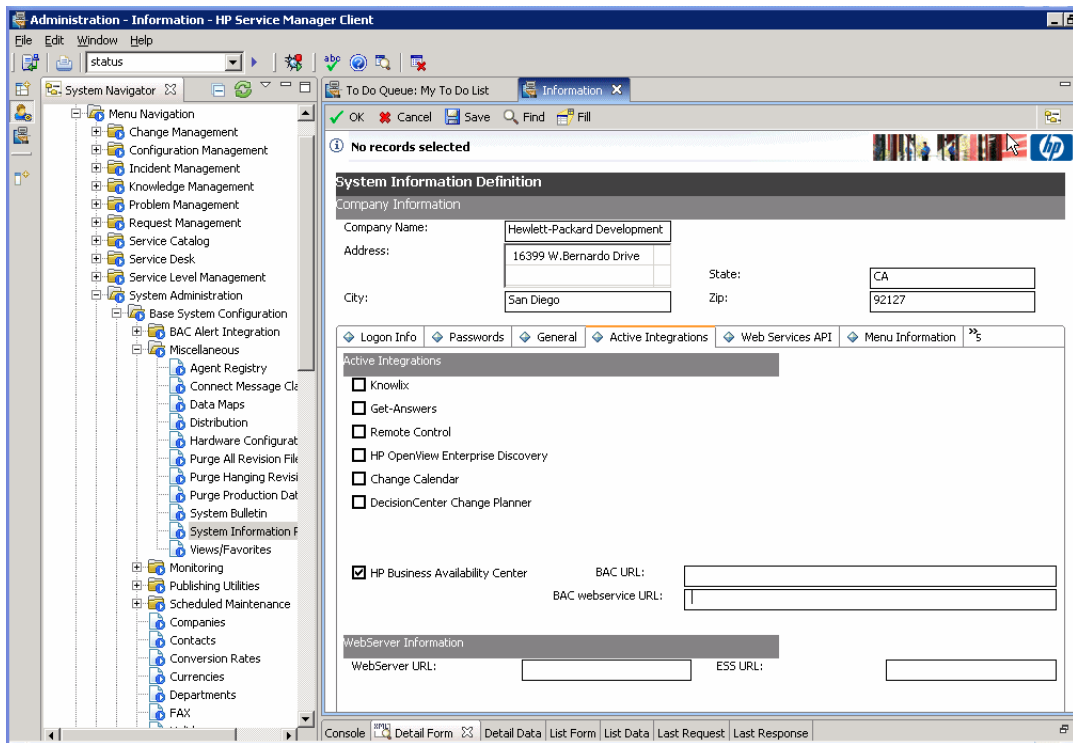 Administration - Information - HP Service Manager Client
File Edit Window Help
status
System Navigator
To Do Queue: My To Do List
Information
Menu Navigation
Change Management
Configuration Management
Incident Management
Knowledge Management
Problem Management
Request Management
Service Catalog
Service Desk
Service Level Management
System Administration
Base System Configuration
BAC Alert Integration
Miscellaneous
Agent Registry
Connect Message Cla
Data Maps
Distribution
Hardware Configurat
Purge All Revision File
Purge Hanging Revisi
Purge Production Dat
System Bulletin
System Information F
Views/Favorites
Monitoring
Publishing Utilities
Scheduled Maintenance
Companies
Contacts
Conversion Rates
Currencies
Departments
FAX
OK Cancel Save Find Fill
No records selected
hp
System Information Definition
Company Information
Company Name: Hewlett-Packard Development
Address: 16399 W.Bernardo Drive
State: CA
City: San Diego
Zip: 92127
Logon Info Passwords General Active Integrations Web Services API Menu Information »5
Active Integrations
Knowlix
Get-Answers
Remote Control
HP OpenView Enterprise Discovery
Change Calendar
DecisionCenter Change Planner
HP Business Availability Center BAC URL:
BAC webservice URL:
WebServer Information
WebServer URL: ESS URL:
Console Detail Form Detail Data List Form List Data Last Request Last Response